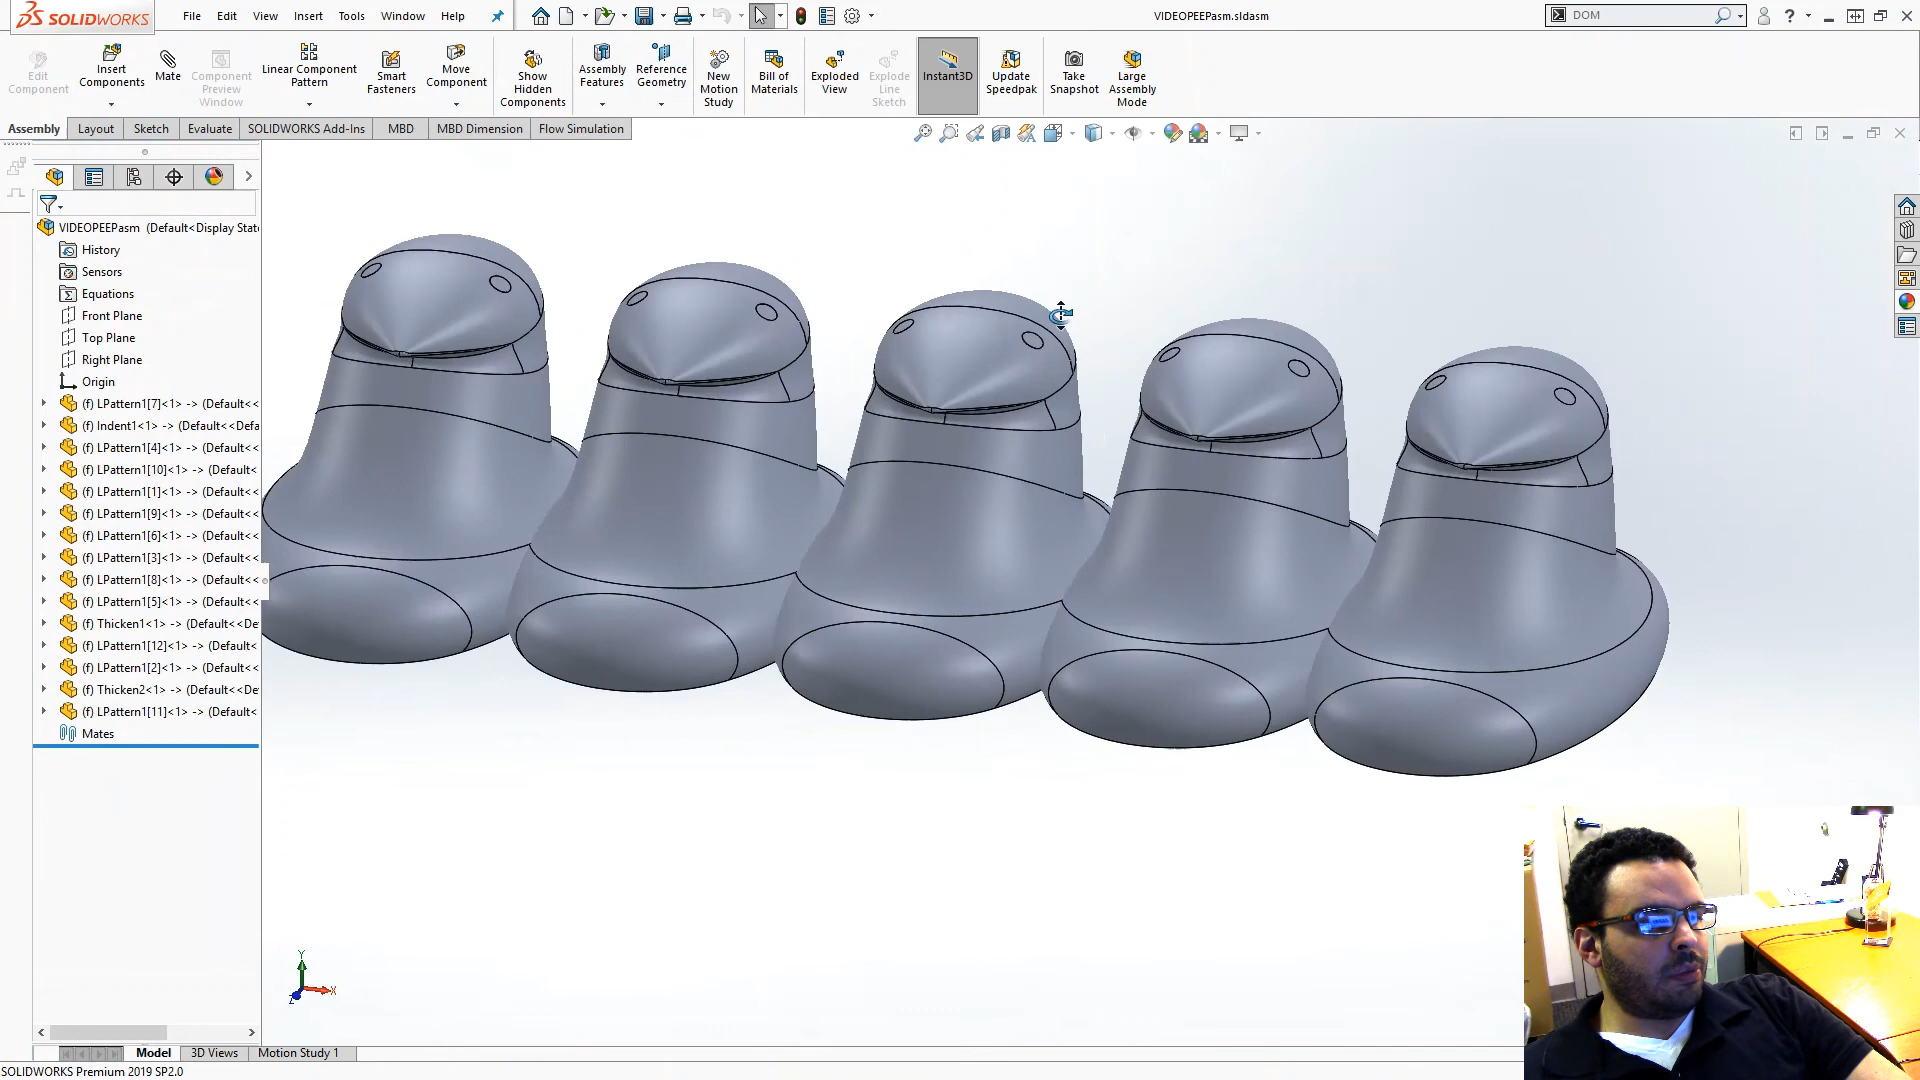 SOLIDWORKS
File Edit View Insert Tools Window Help
VIDEOPEEPasm.sldasm
DOM
Edit Component
Insert Components
Mate
Component Preview Window
Linear Component Pattern
Smart Fasteners
Move Component
Show Hidden Components
Assembly Features
Reference Geometry
New Motion Study
Bill of Materials
Exploded View
Explode Line Sketch
Instant3D
Update Speedpak
Take Snapshot
Large Assembly Mode
Assembly Layout Sketch Evaluate SOLIDWORKS Add-Ins MBD MBD Dimension Flow Simulation
VIDEOPEEPasm (Default<Display Stat
History
Sensors
Equations
Front Plane
Top Plane
Right Plane
Origin
(f) LPattern1[7]<1> -> (Default<<
(f) Indent1<1> -> (Default<<Defa
(f) LPattern1[4]<1> -> (Default<<
(f) LPattern1[10]<1> -> (Default<
(f) LPattern1[1]<1> -> (Default<<
(f) LPattern1[9]<1> -> (Default<<
(f) LPattern1[6]<1> -> (Default<<
(f) LPattern1[3]<1> -> (Default<<
(f) LPattern1[8]<1> -> (Default<<
(f) LPattern1[5]<1> -> (Default<<
(f) Thicken1<1> -> (Default<<De
(f) LPattern1[12]<1> -> (Default<
(f) LPattern1[2]<1> -> (Default<<
(f) Thicken2<1> -> (Default<<De
(f) LPattern1[11]<1> -> (Default<
Mates
Y
X
Z
Model 3D Views Motion Study 1
SOLIDWORKS Premium 2019 SP2.0